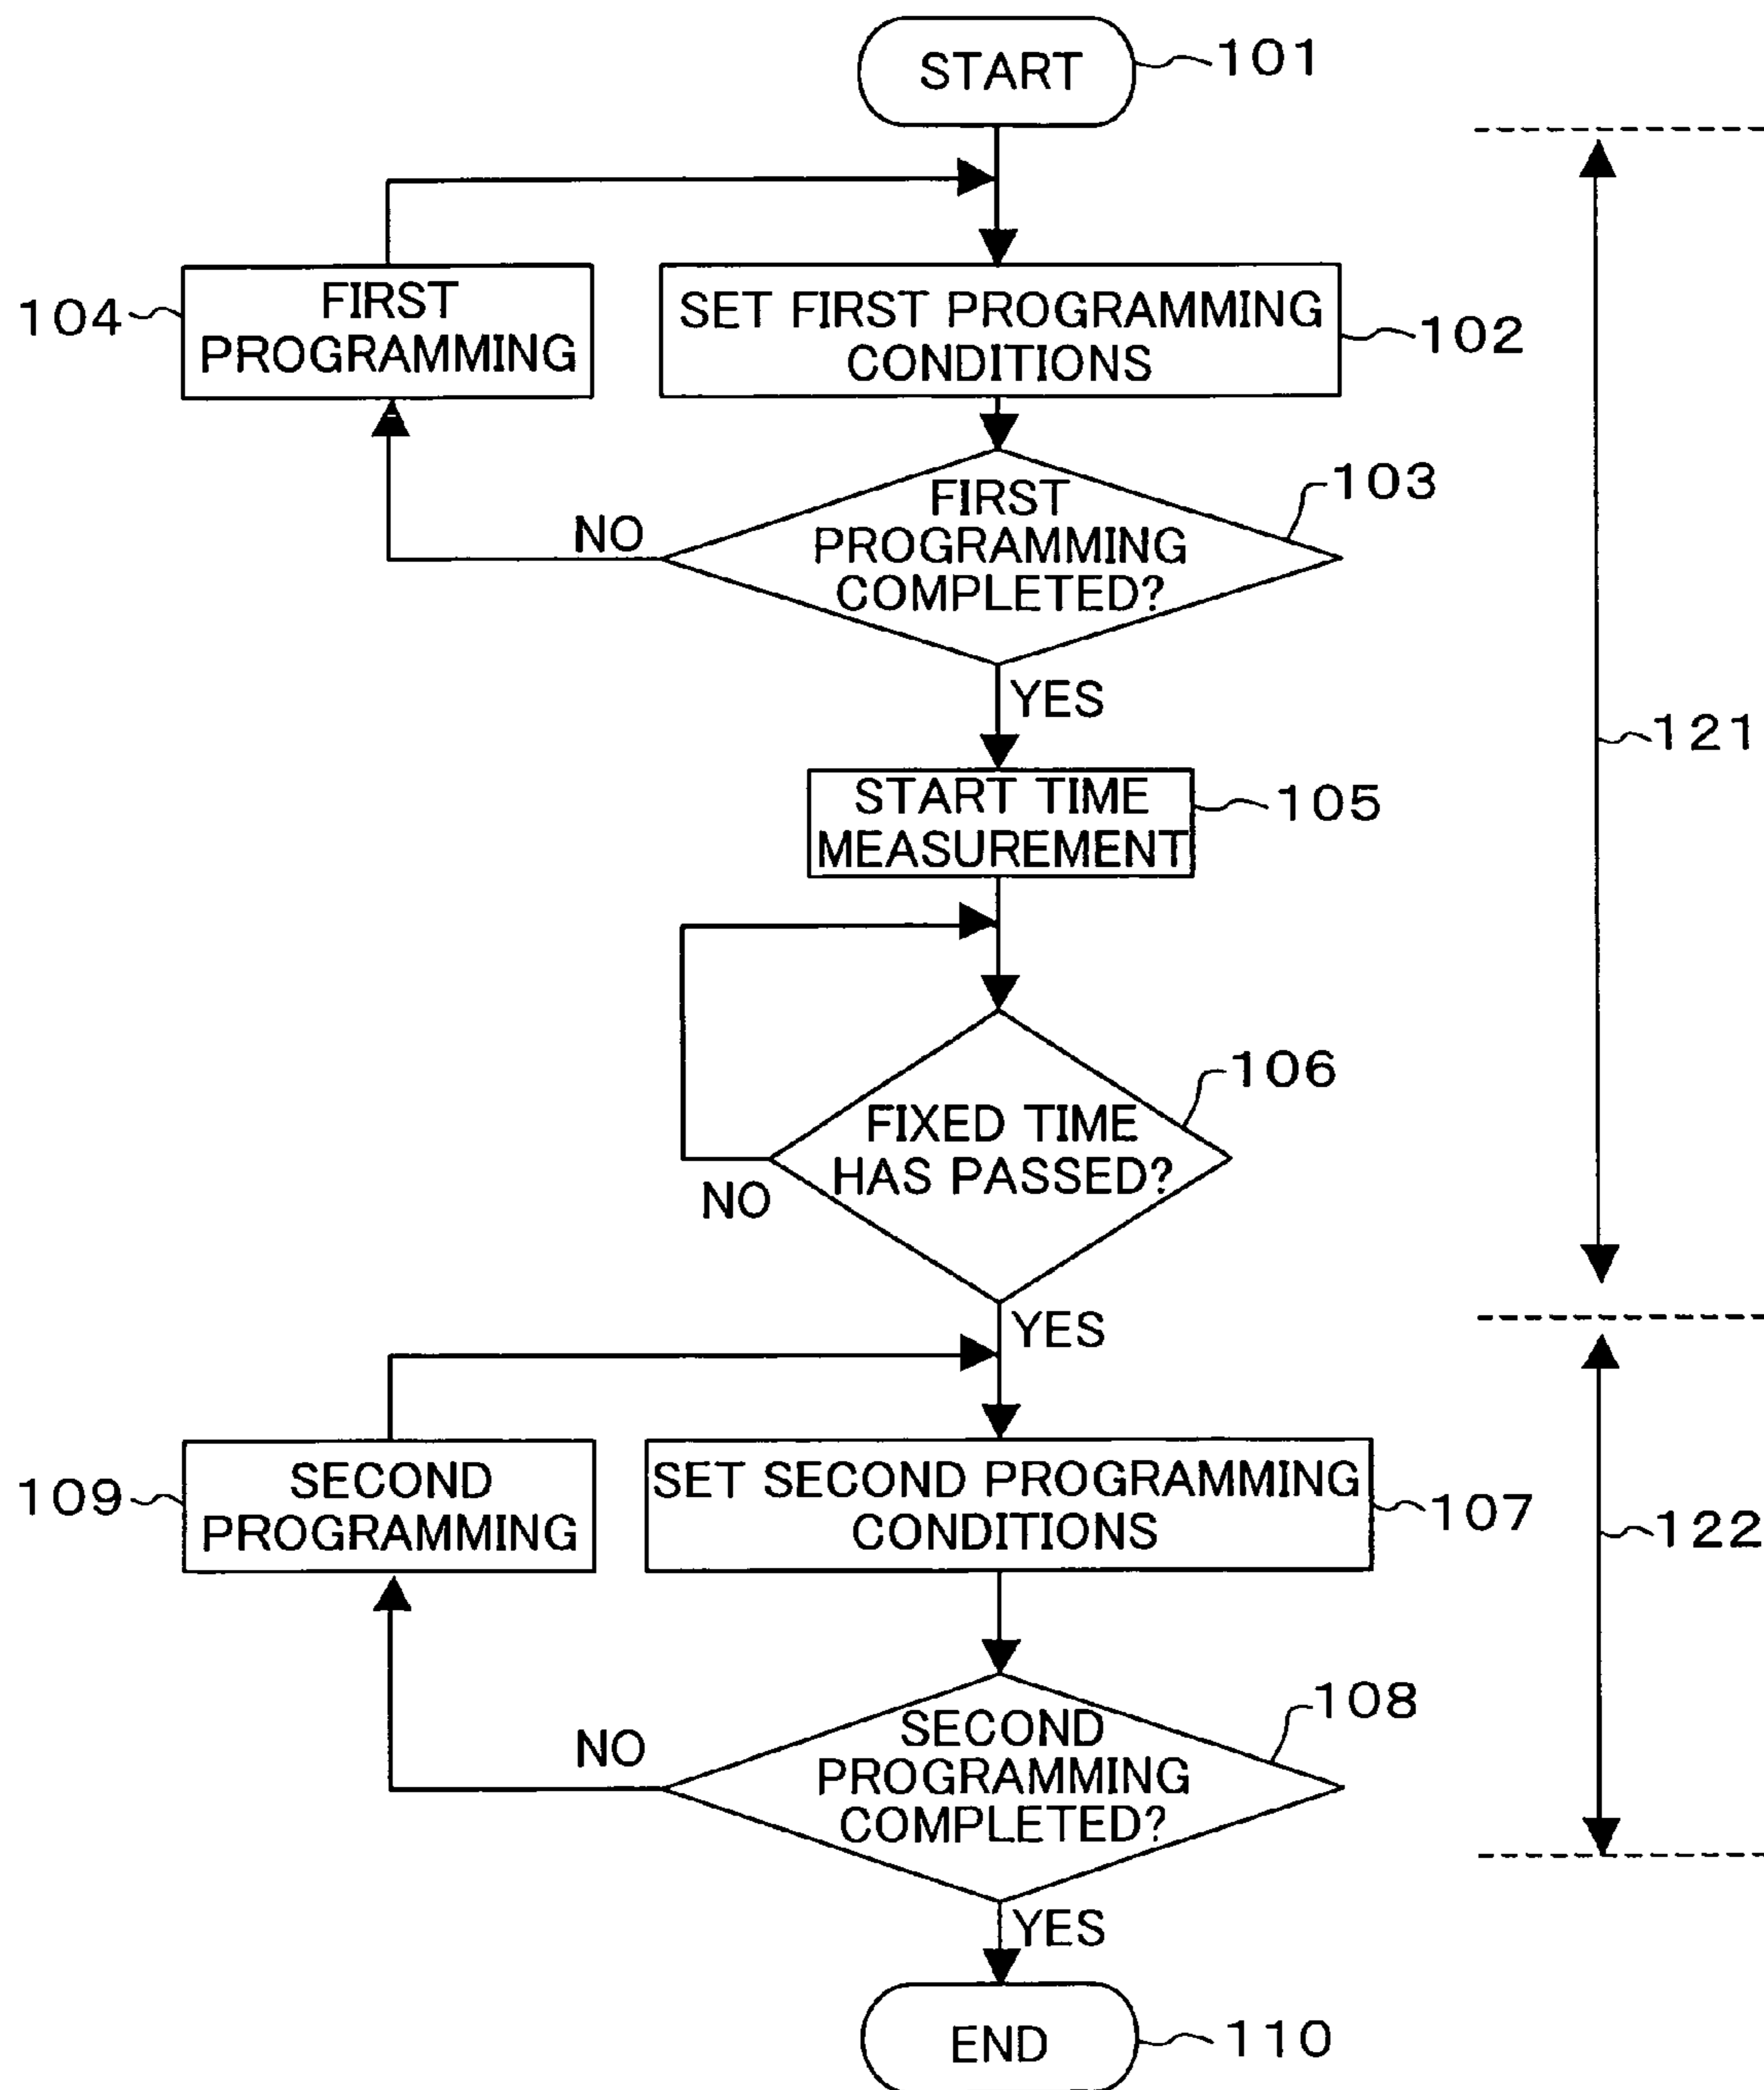 START
101
104
FIRST
PROGRAMMING
SET FIRST PROGRAMMING
CONDITIONS
102
FIRST
PROGRAMMING
COMPLETED?
103
NO
YES
START TIME
MEASUREMENT
105
121
FIXED TIME
HAS PASSED?
106
NO
YES
109
SECOND
PROGRAMMING
SET SECOND PROGRAMMING
CONDITIONS
107
122
SECOND
PROGRAMMING
COMPLETED?
108
NO
YES
END
110